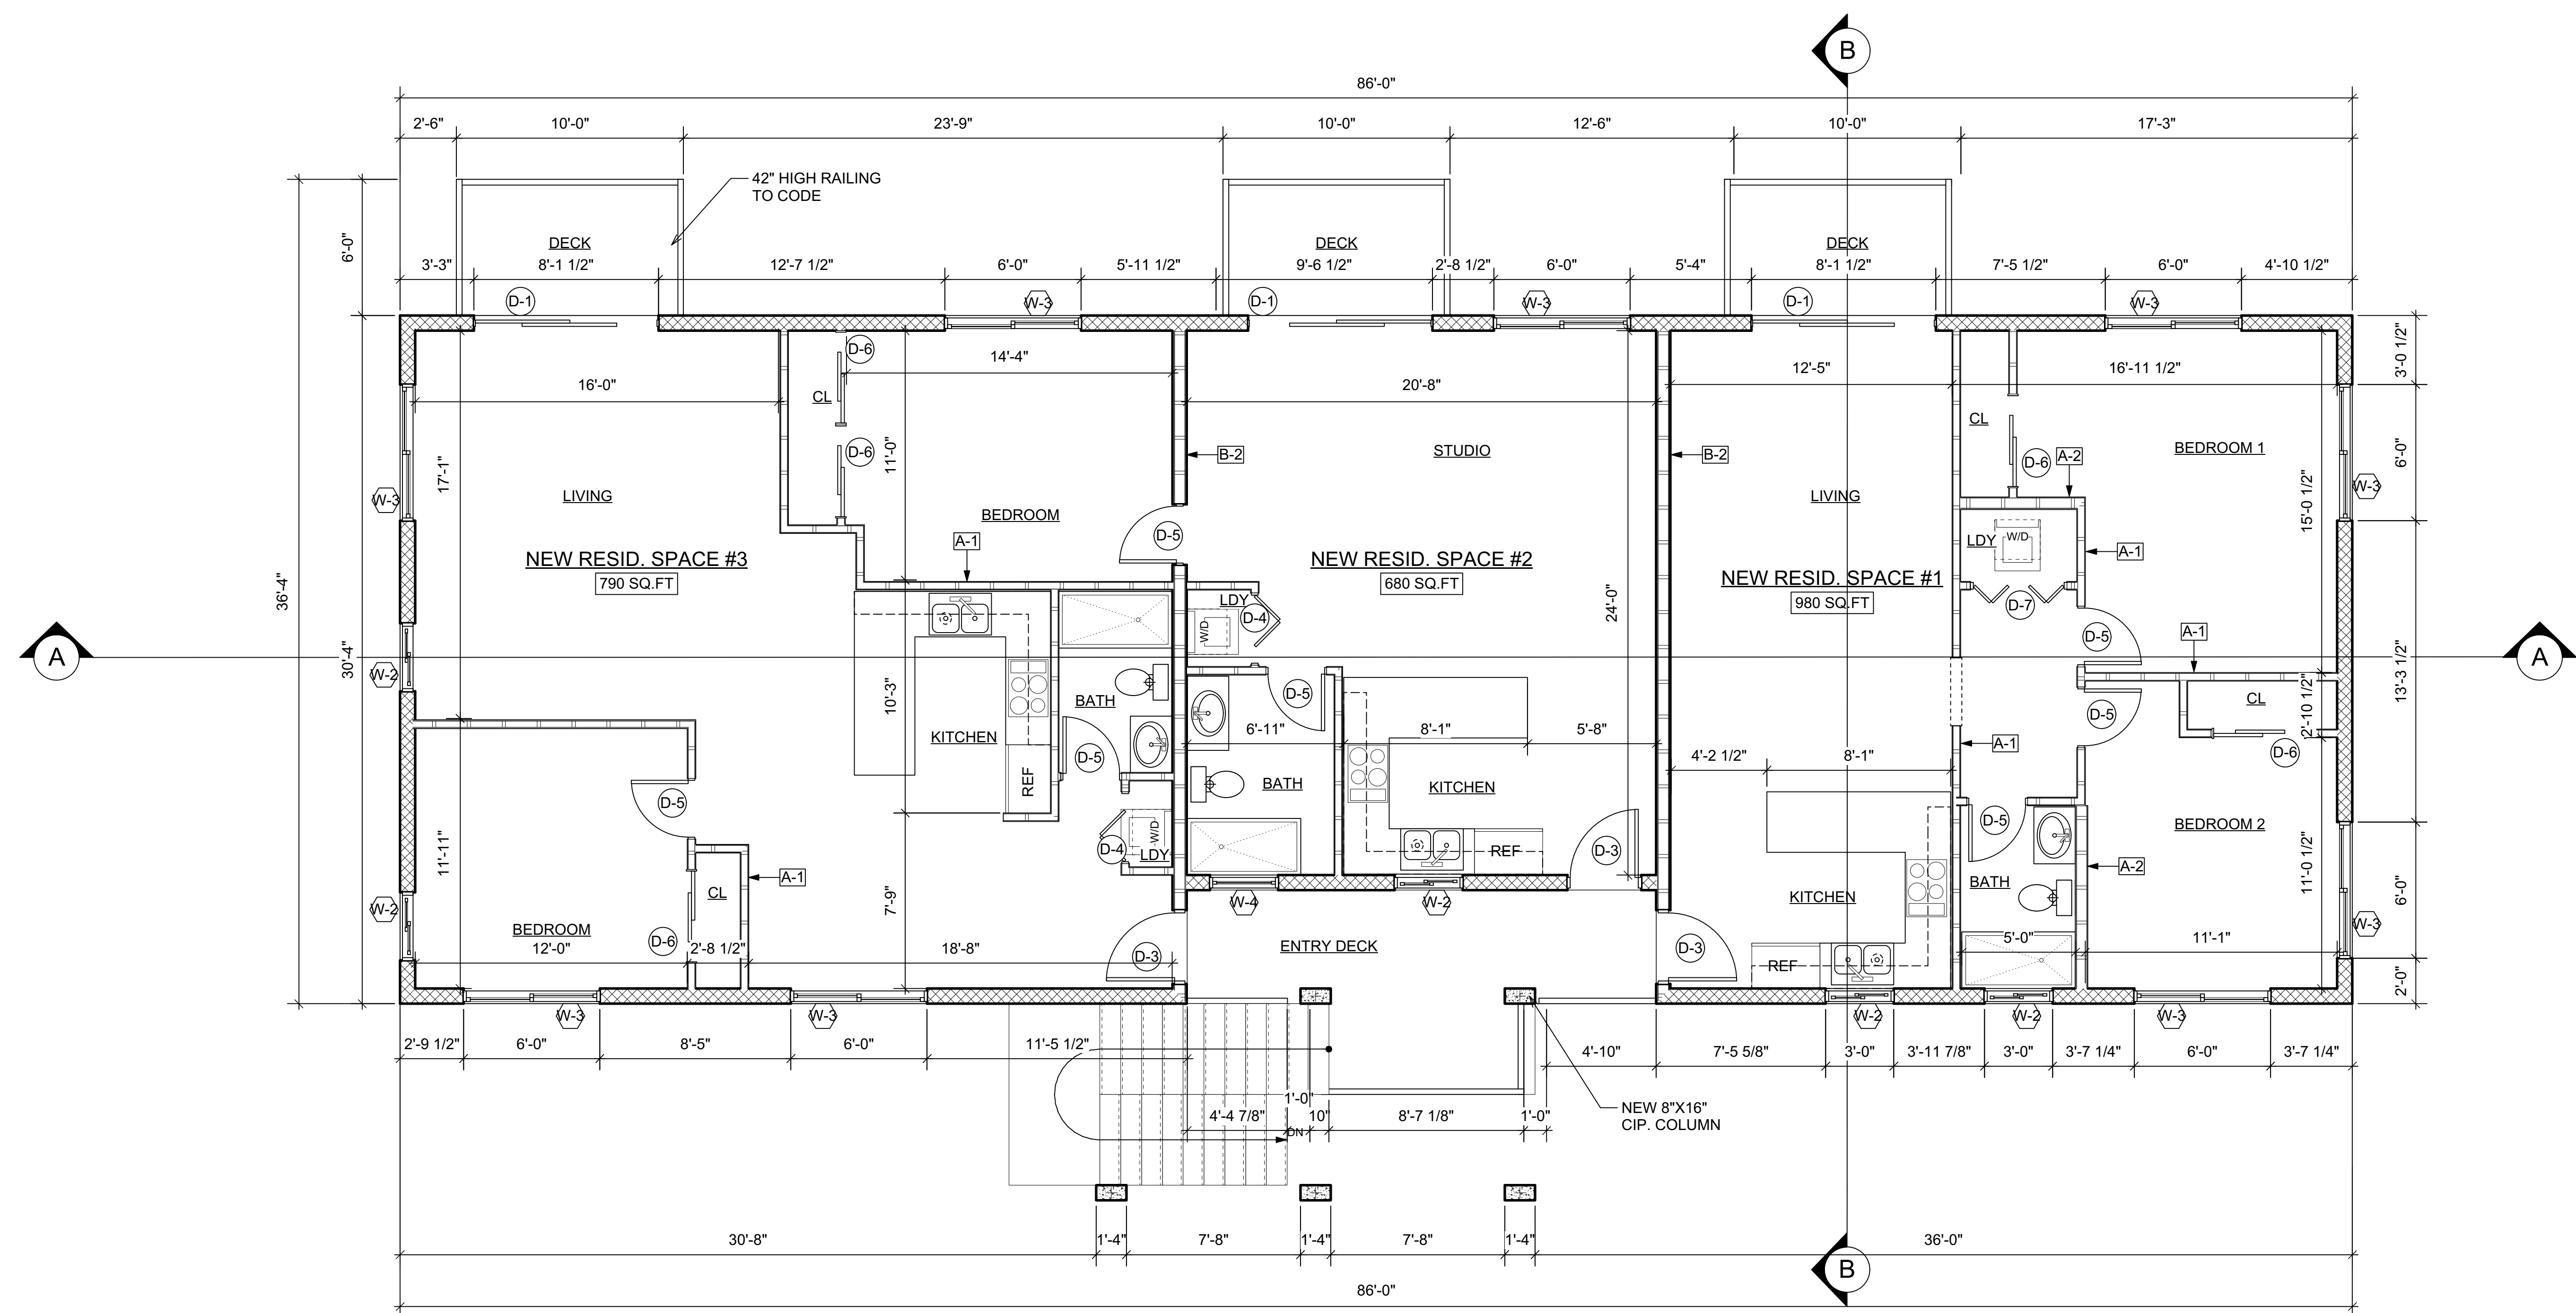 B
86'-0"
2'-6" 10'-0" 23'-9" 10'-0" 12'-6" 10'-0" 17'-3"
42" HIGH RAILING
TO CODE
6'-0"
DECK DECK DECK
3'-3" 8'-1 1/2" 12'-7 1/2" 6'-0" 5'-11 1/2" 9'-6 1/2" 2'-8 1/2" 6'-0" 5'-4" 8'-1 1/2" 7'-5 1/2" 6'-0" 4'-10 1/2"
D-1 W-3 D-1 W-3 D-1 W-3
D-6
14'-4"
3'-0 1/2"
16'-0" 20'-8" 12'-5" 16'-11 1/2"
CL CL
17'-1" D-6 11'-0" B-2 STUDIO B-2 BEDROOM 1 6'-0"
D-6 A-2
W-3 LIVING LIVING W-3
BEDROOM
15'-0 1/2"
A-1 D-5 LDY W/D A-1
NEW RESID. SPACE #3 NEW RESID. SPACE #2 NEW RESID. SPACE #1
790 SQ.FT 680 SQ.FT 980 SQ.FT
36'-4"
LDY D-4 W/D 24'-0" D-7
A-1
D-5
A 30'-4" A
W-2
13'-3 1/2"
10'-3" BATH D-5 CL
2'-10 1/2"
D-5
KITCHEN 6'-11" 8'-1" 5'-8" A-1
D-5 4'-2 1/2" 8'-1" D-6
REF BATH KITCHEN
D-5
W/D D-5 BEDROOM 2
D-4 LDY REF D-3
11'-11" A-1 A-2
CL BATH 11'-0 1/2"
7'-9" W-4 W-2 KITCHEN 6'-0"
W-2 W-3
BEDROOM
D-6
12'-0" 2'-8 1/2" 18'-8" D-3 ENTRY DECK D-3 5'-0" 11'-1"
REF
2'-0"
W-3 W-3 W-2 W-2 W-3
2'-9 1/2" 6'-0" 8'-5" 6'-0" 11'-5 1/2" 4'-10" 7'-5 5/8" 3'-0" 3'-11 7/8" 3'-0" 3'-7 1/4" 6'-0" 3'-7 1/4"
1'-0"
4'-4 7/8" 10" 8'-7 1/8" 1'-0"
DN
NEW 8"X16"
CIP. COLUMN
30'-8" 1'-4" 7'-8" 1'-4" 7'-8" 1'-4" 36'-0"
B
86'-0"